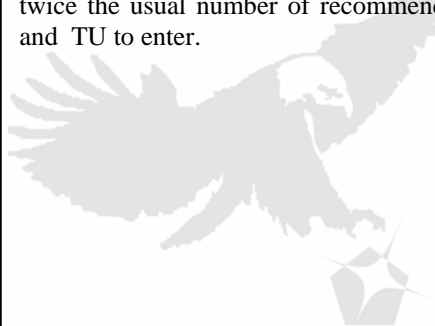 twice the usual number of recommend
and TU to enter.